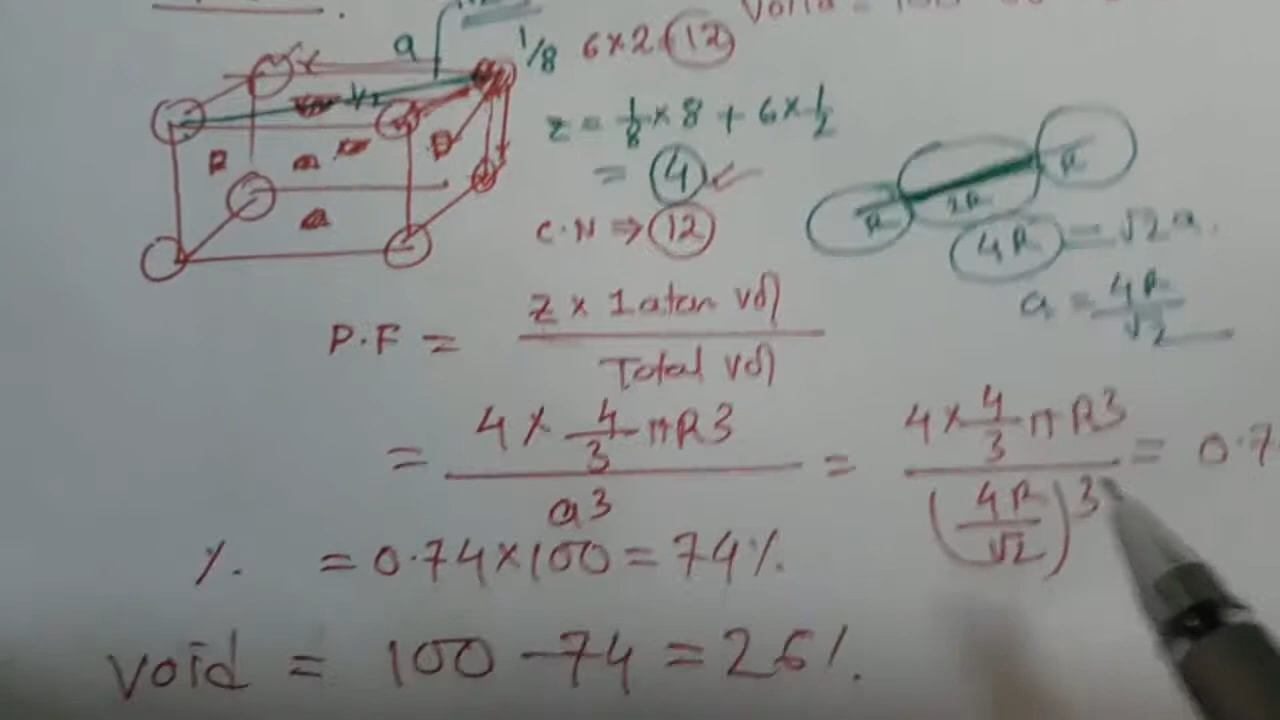 a
1/8 6×2 12
z = 1/8 × 8 + 6 × 1/2
= 4
R 2R R
4R = √2a
C.N ⇒ 12
a = 4R/√2
P.F = z × 1 atom vol / Total vol
= 4 × 4/3 πR3 / a3 = 4 × 4/3 πR3 / (4R/√2)3 = 0.7
%. = 0.74×100 = 74%.
void = 100 - 74 = 26%.